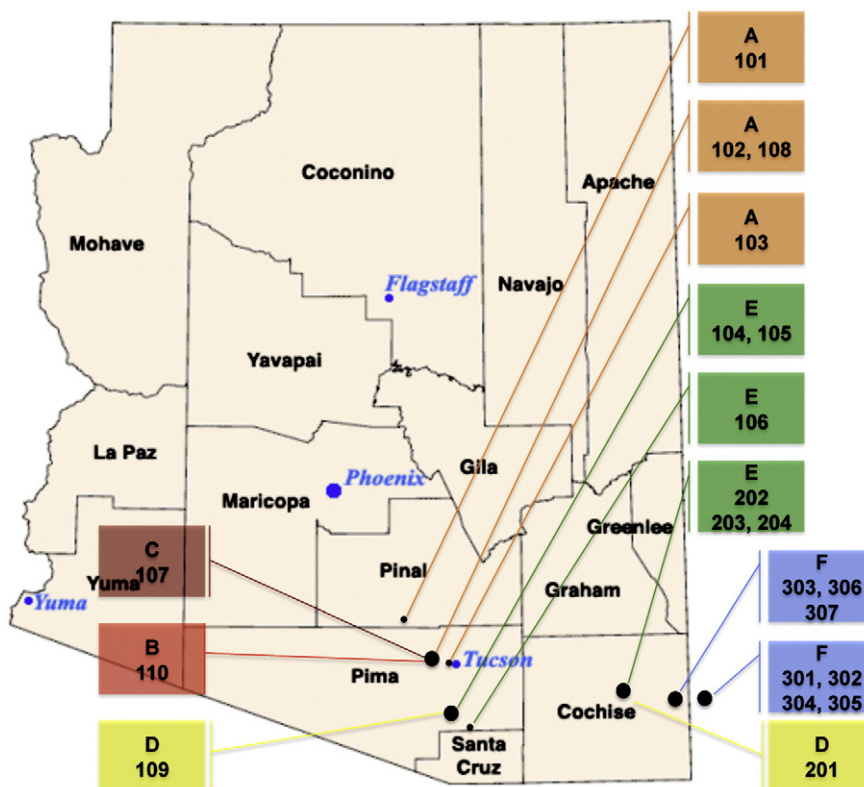 A
101
A
102, 108
A
103
E
104, 105
E
106
E
202
203, 204
F
303, 306
307
F
301, 302
304, 305
D
201
C
107
B
110
D
109
Mohave
Coconino
Apache
Navajo
Flagstaff
Yavapai
La Paz
Phoenix
Maricopa
Gila
Greenlee
Yuma
Yuma
Pinal
Graham
Pima
Tucson
Cochise
Santa
Cruz